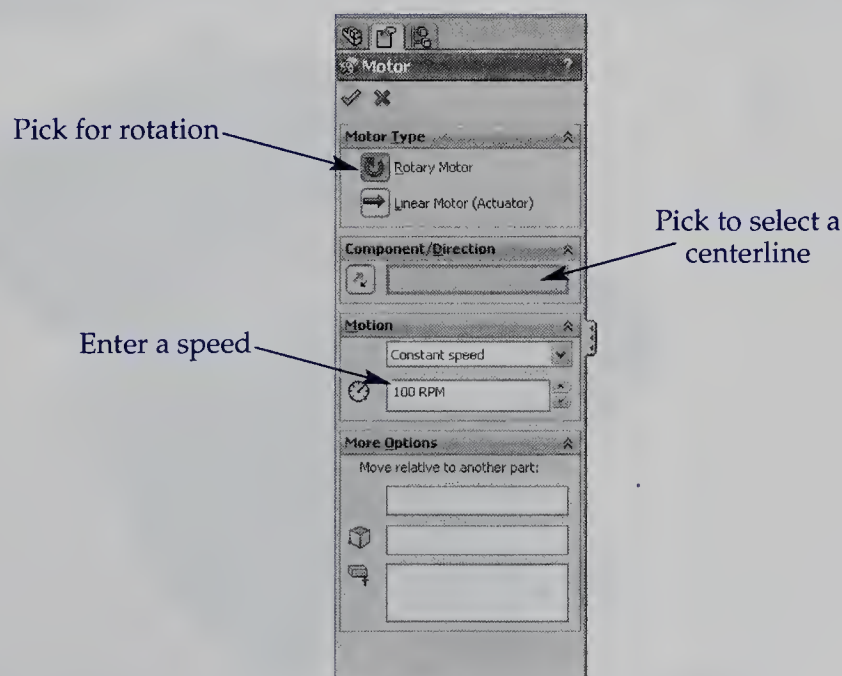 Motor ?
Pick for rotation
Motor Type
Rotary Motor
Linear Motor (Actuator)
Pick to select a
centerline
Component/Direction
Enter a speed
Motion
Constant speed
100 RPM
More Options
Move relative to another part: